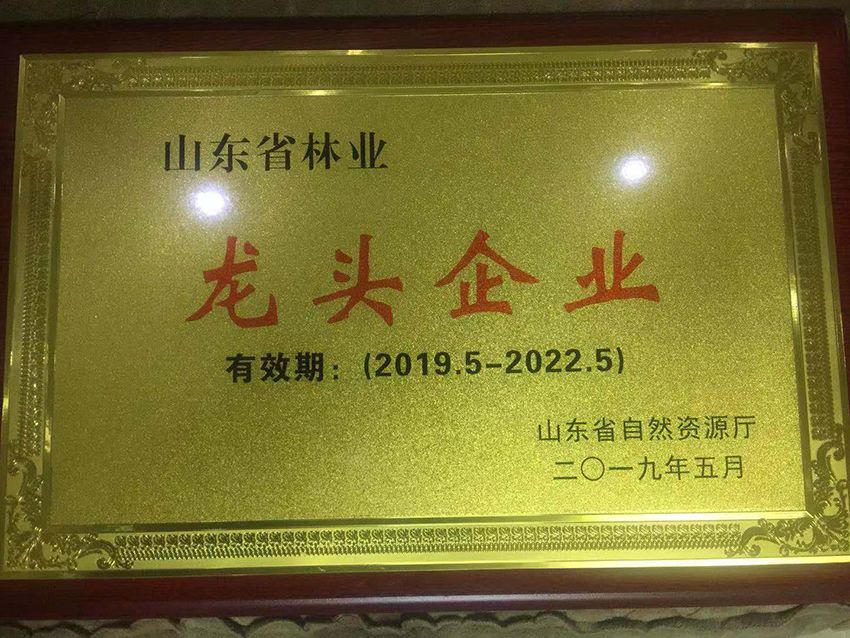 山东省林业
龙头企业
有效期：(2019.5-2022.5)
山东省自然资源厅
二〇一九年五月